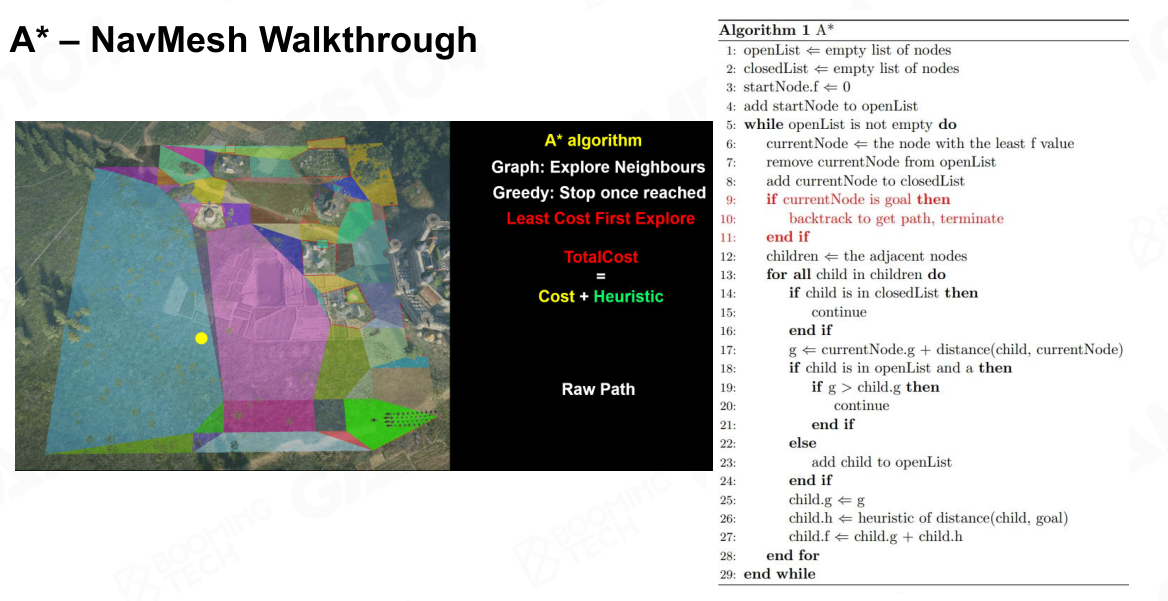 A* – NavMesh Walkthrough
A* algorithm
Graph: Explore Neighbours
Greedy: Stop once reached
Least Cost First Explore
TotalCost
=
Cost + Heuristic
Raw Path
Algorithm 1 A*
1: openList ⇐ empty list of nodes
2: closedList ⇐ empty list of nodes
3: startNode.f ⇐ 0
4: add startNode to openList
5: while openList is not empty do
6: currentNode ⇐ the node with the least f value
7: remove currentNode from openList
8: add currentNode to closedList
9: if currentNode is goal then
10: backtrack to get path, terminate
11: end if
12: children ⇐ the adjacent nodes
13: for all child in children do
14: if child is in closedList then
15: continue
16: end if
17: g ⇐ currentNode.g + distance(child, currentNode)
18: if child is in openList and a then
19: if g > child.g then
20: continue
21: end if
22: else
23: add child to openList
24: end if
25: child.g ⇐ g
26: child.h ⇐ heuristic of distance(child, goal)
27: child.f ⇐ child.g + child.h
28: end for
29: end while
BOOMING
TECH
BOOMING
TECH